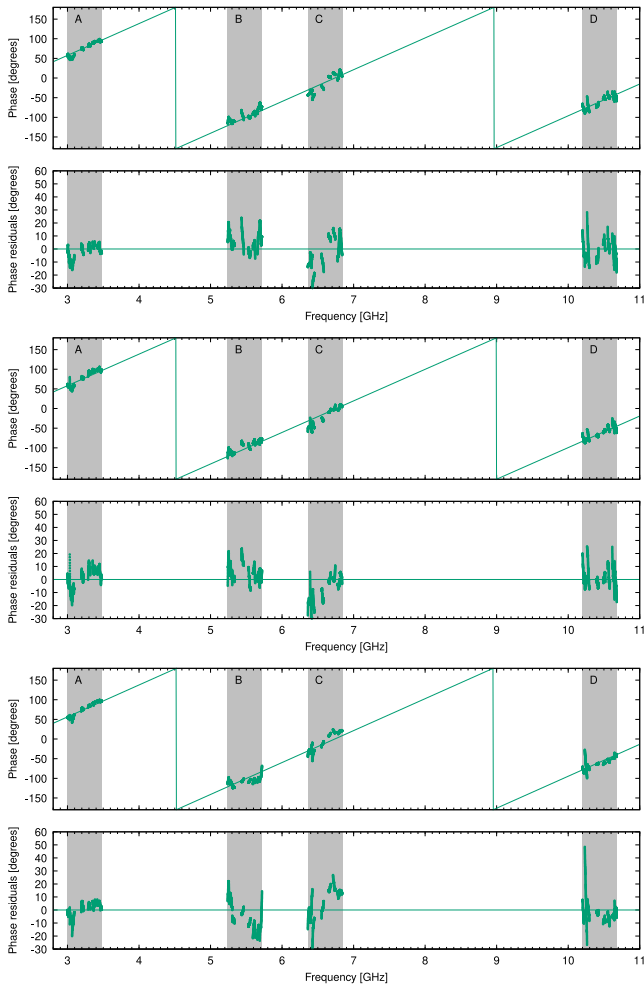 Phase [degrees]
150
100
50
0
-50
-100
-150
A
B
C
D
Phase residuals [degrees]
60
50
40
30
20
10
0
-10
-20
-30
3 4 5 6 7 8 9 10 11
Frequency [GHz]
Phase [degrees]
150
100
50
0
-50
-100
-150
A
B
C
D
Phase residuals [degrees]
60
50
40
30
20
10
0
-10
-20
-30
3 4 5 6 7 8 9 10 11
Frequency [GHz]
Phase [degrees]
150
100
50
0
-50
-100
-150
A
B
C
D
Phase residuals [degrees]
60
50
40
30
20
10
0
-10
-20
-30
3 4 5 6 7 8 9 10 11
Frequency [GHz]